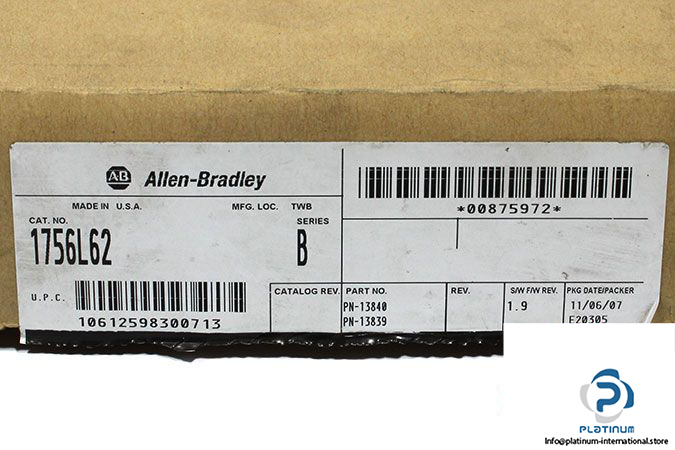 AB Allen-Bradley
MADE IN U.S.A. MFG. LOC. TWB
CAT. NO. SERIES
1756L62 B
U.P.C.
10612598300713
*00875972*
CATALOG REV. PART NO. REV. S/W F/W REV. PKG DATE/PACKER
PN-13840 1.9 11/06/07
PN-13839 E20305
P
PLATINUM
Info@platinum-international.store